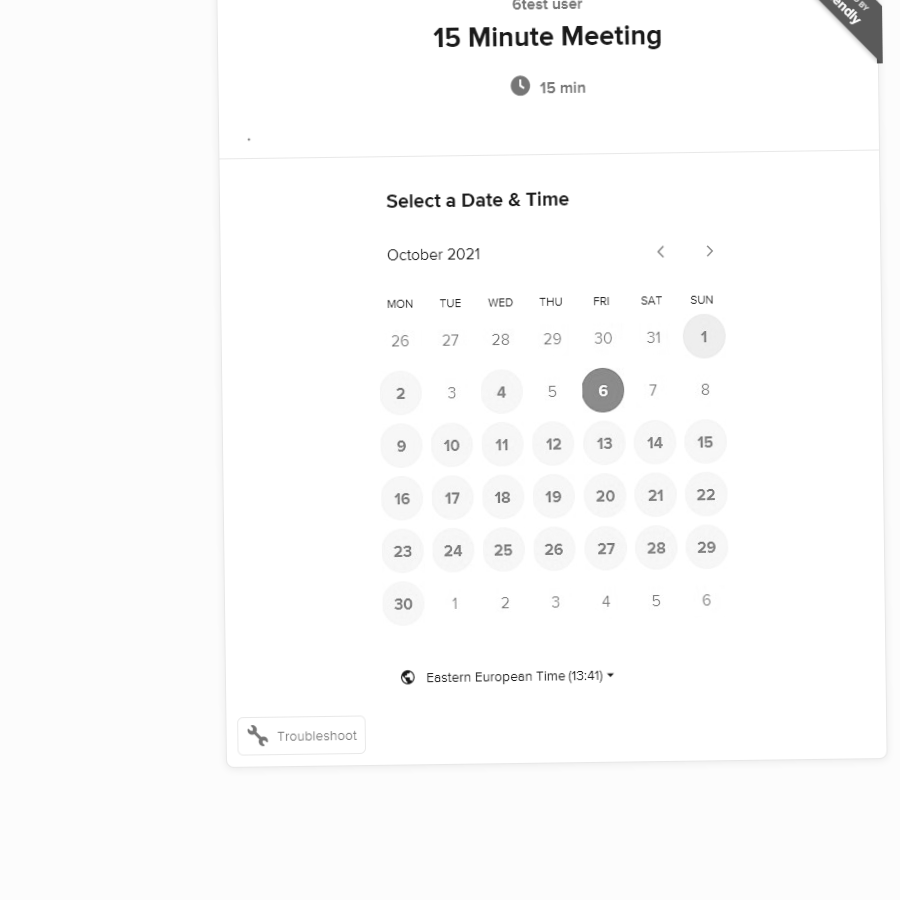 6test user
15 Minute Meeting
15 min
.
Select a Date & Time
October 2021
MON TUE WED THU FRI SAT SUN
26 27 28 29 30 31 1
2 3 4 5 6 7 8
9 10 11 12 13 14 15
16 17 18 19 20 21 22
23 24 25 26 27 28 29
30 1 2 3 4 5 6
Eastern European Time (13:41)
Troubleshoot